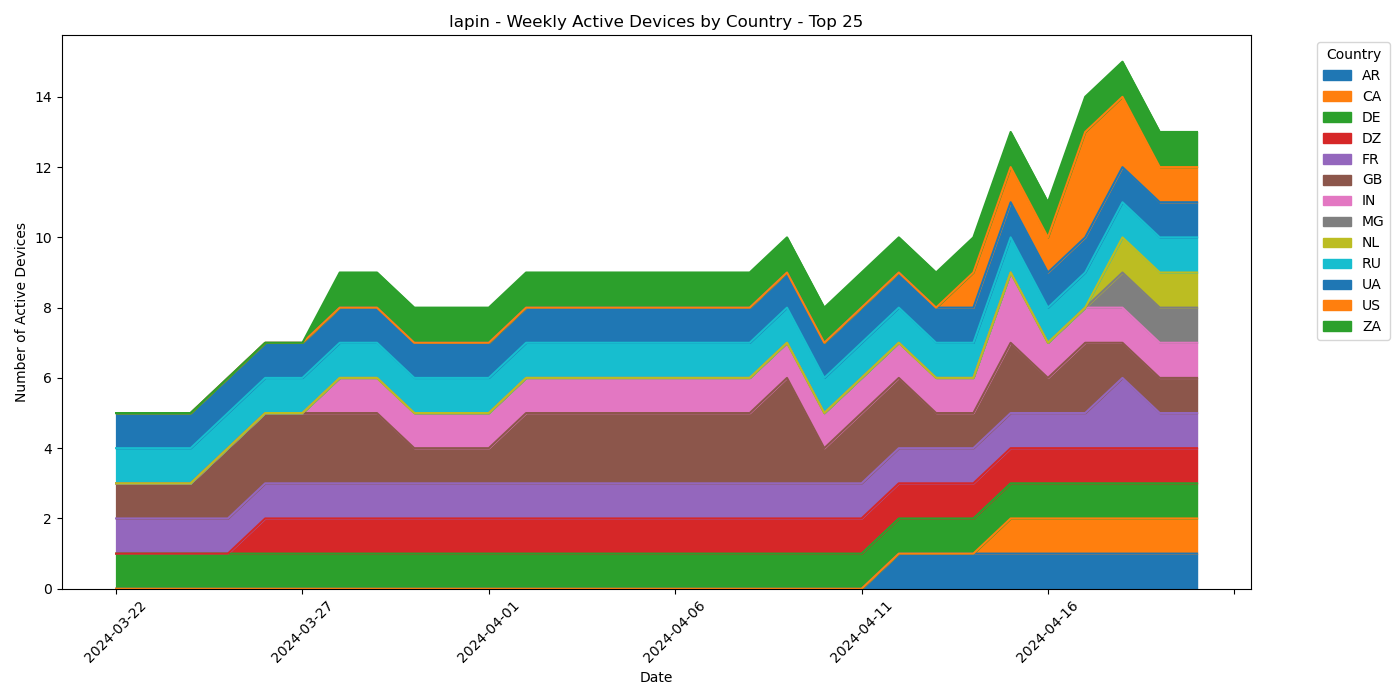 lapin - Weekly Active Devices by Country - Top 25
Number of Active Devices
14
12
10
8
6
4
2
0
2024-03-22
2024-03-27
2024-04-01
2024-04-06
2024-04-11
2024-04-16
Date
Country
AR
CA
DE
DZ
FR
GB
IN
MG
NL
RU
UA
US
ZA